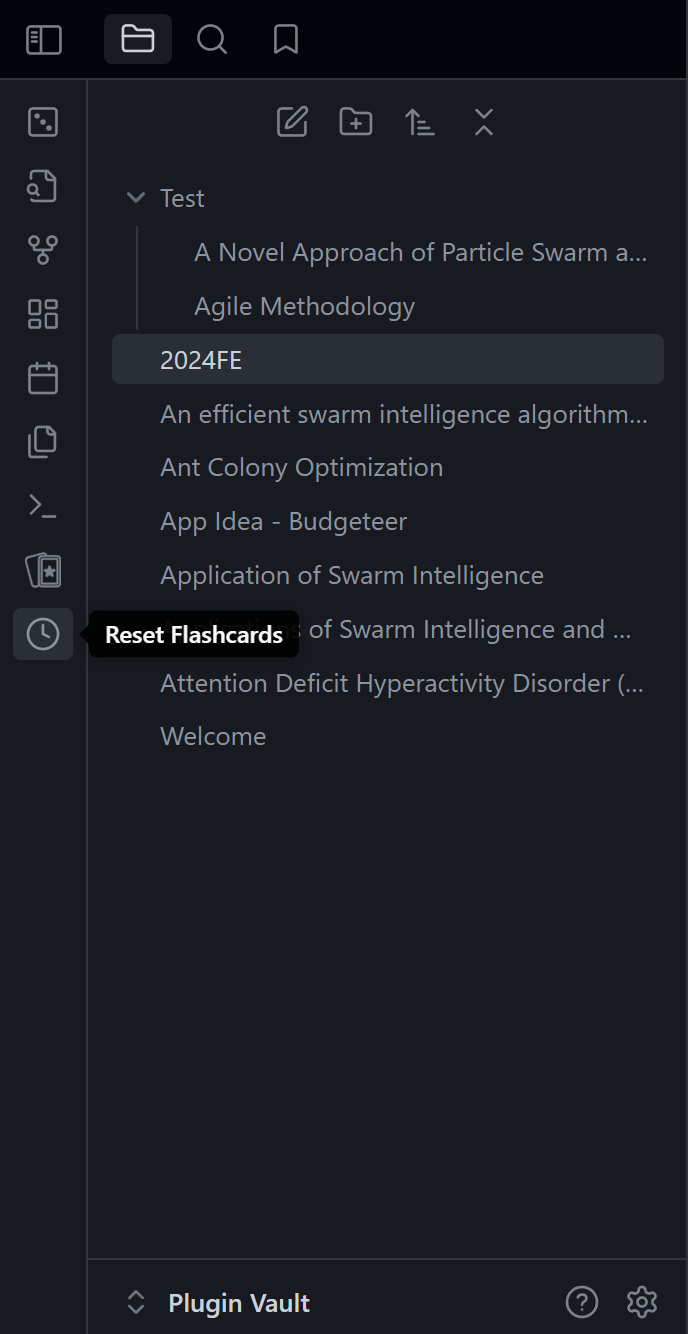 Test
A Novel Approach of Particle Swarm a...
Agile Methodology
2024FE
An efficient swarm intelligence algorithm...
Ant Colony Optimization
App Idea - Budgeteer
Application of Swarm Intelligence
Reset Flashcards
Applications of Swarm Intelligence and ...
Attention Deficit Hyperactivity Disorder (...
Welcome
Plugin Vault